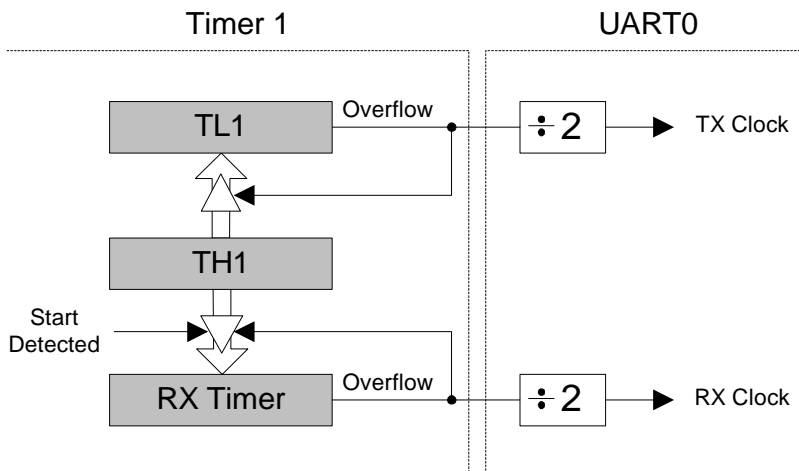 Timer 1
UART0
TL1
Overflow
÷2
TX Clock
TH1
Start
Detected
RX Timer
Overflow
÷2
RX Clock